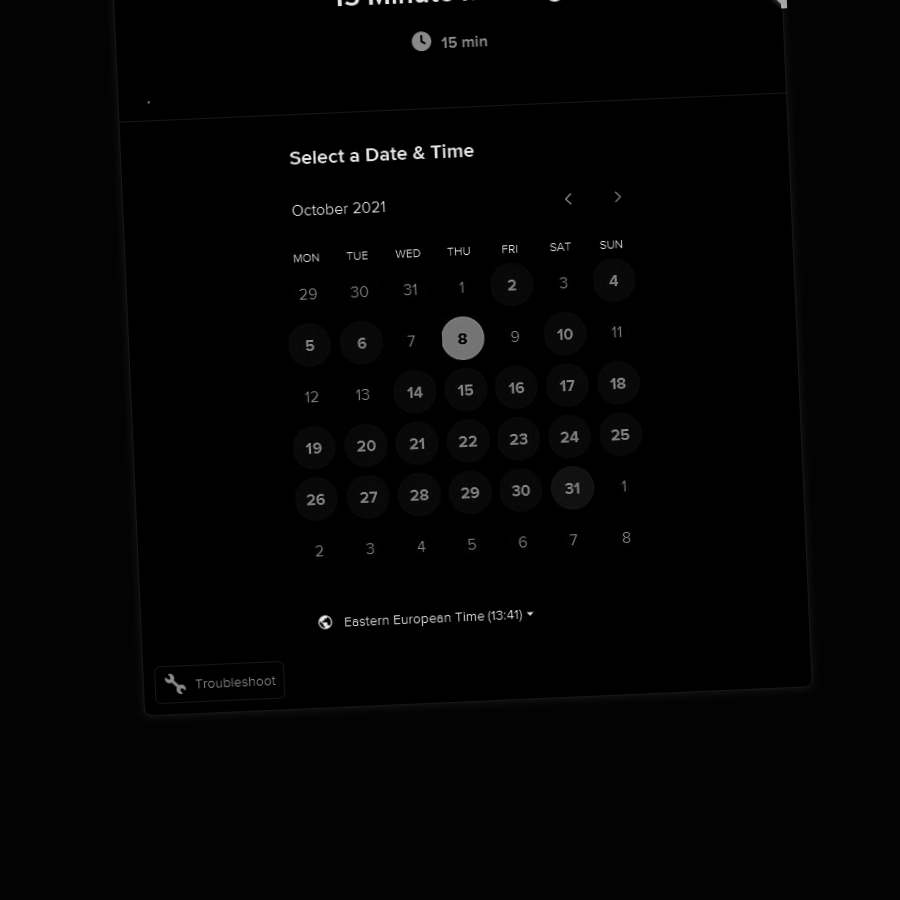 15 min
Select a Date & Time
October 2021
MON TUE WED THU FRI SAT SUN
29 30 31 1 2 3 4
5 6 7 8 9 10 11
12 13 14 15 16 17 18
19 20 21 22 23 24 25
26 27 28 29 30 31 1
2 3 4 5 6 7 8
Eastern European Time (13:41)
Troubleshoot